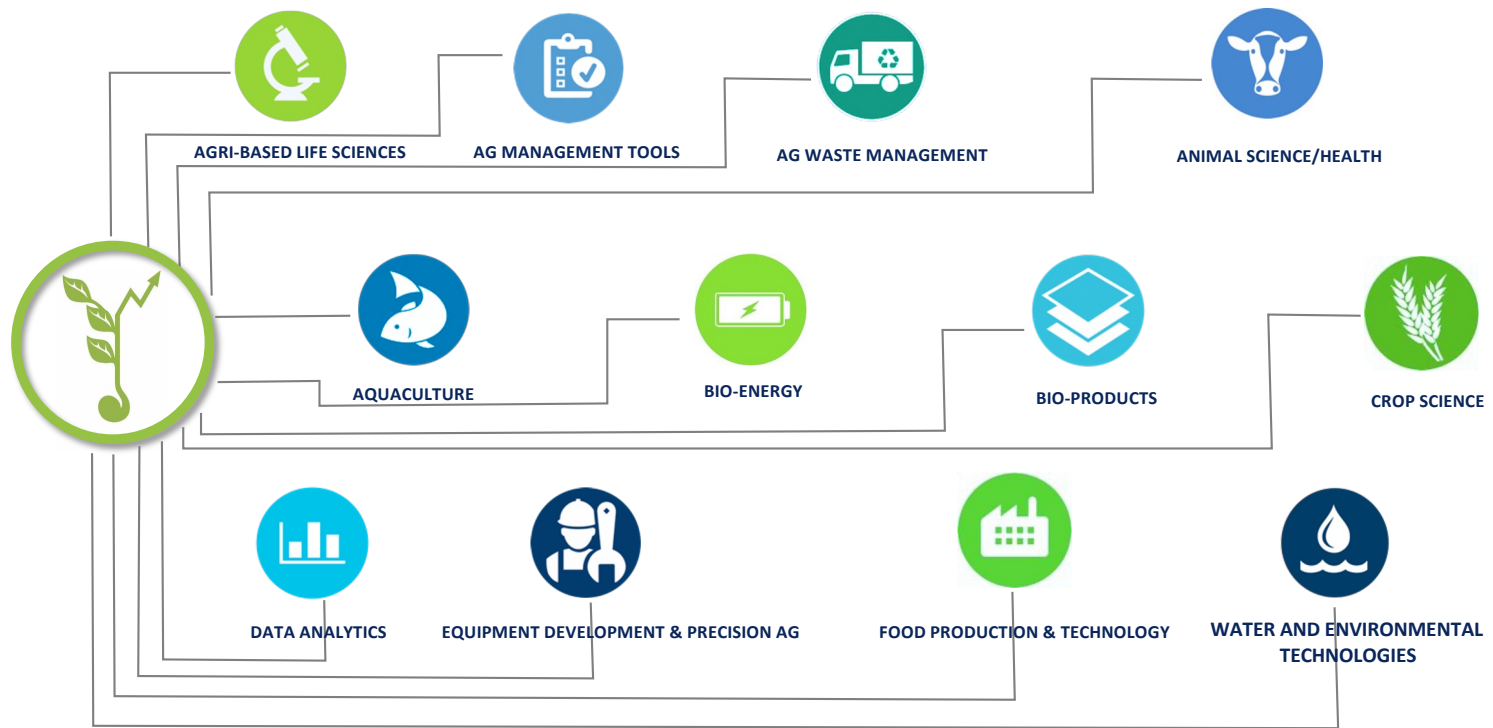 AGRI-BASED LIFE SCIENCES
AG MANAGEMENT TOOLS
AG WASTE MANAGEMENT
ANIMAL SCIENCE/HEALTH
AQUACULTURE
BIO-ENERGY
BIO-PRODUCTS
CROP SCIENCE
DATA ANALYTICS
EQUIPMENT DEVELOPMENT & PRECISION AG
FOOD PRODUCTION & TECHNOLOGY
WATER AND ENVIRONMENTAL
TECHNOLOGIES